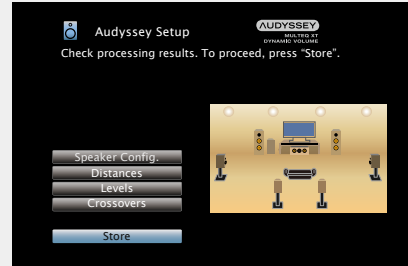 Audyssey Setup
AUDYSSEY
MULTEQ XT
DYNAMIC VOLUME
Check processing results. To proceed, press “Store”.
Speaker Config.
Distances
Levels
Crossovers
Store